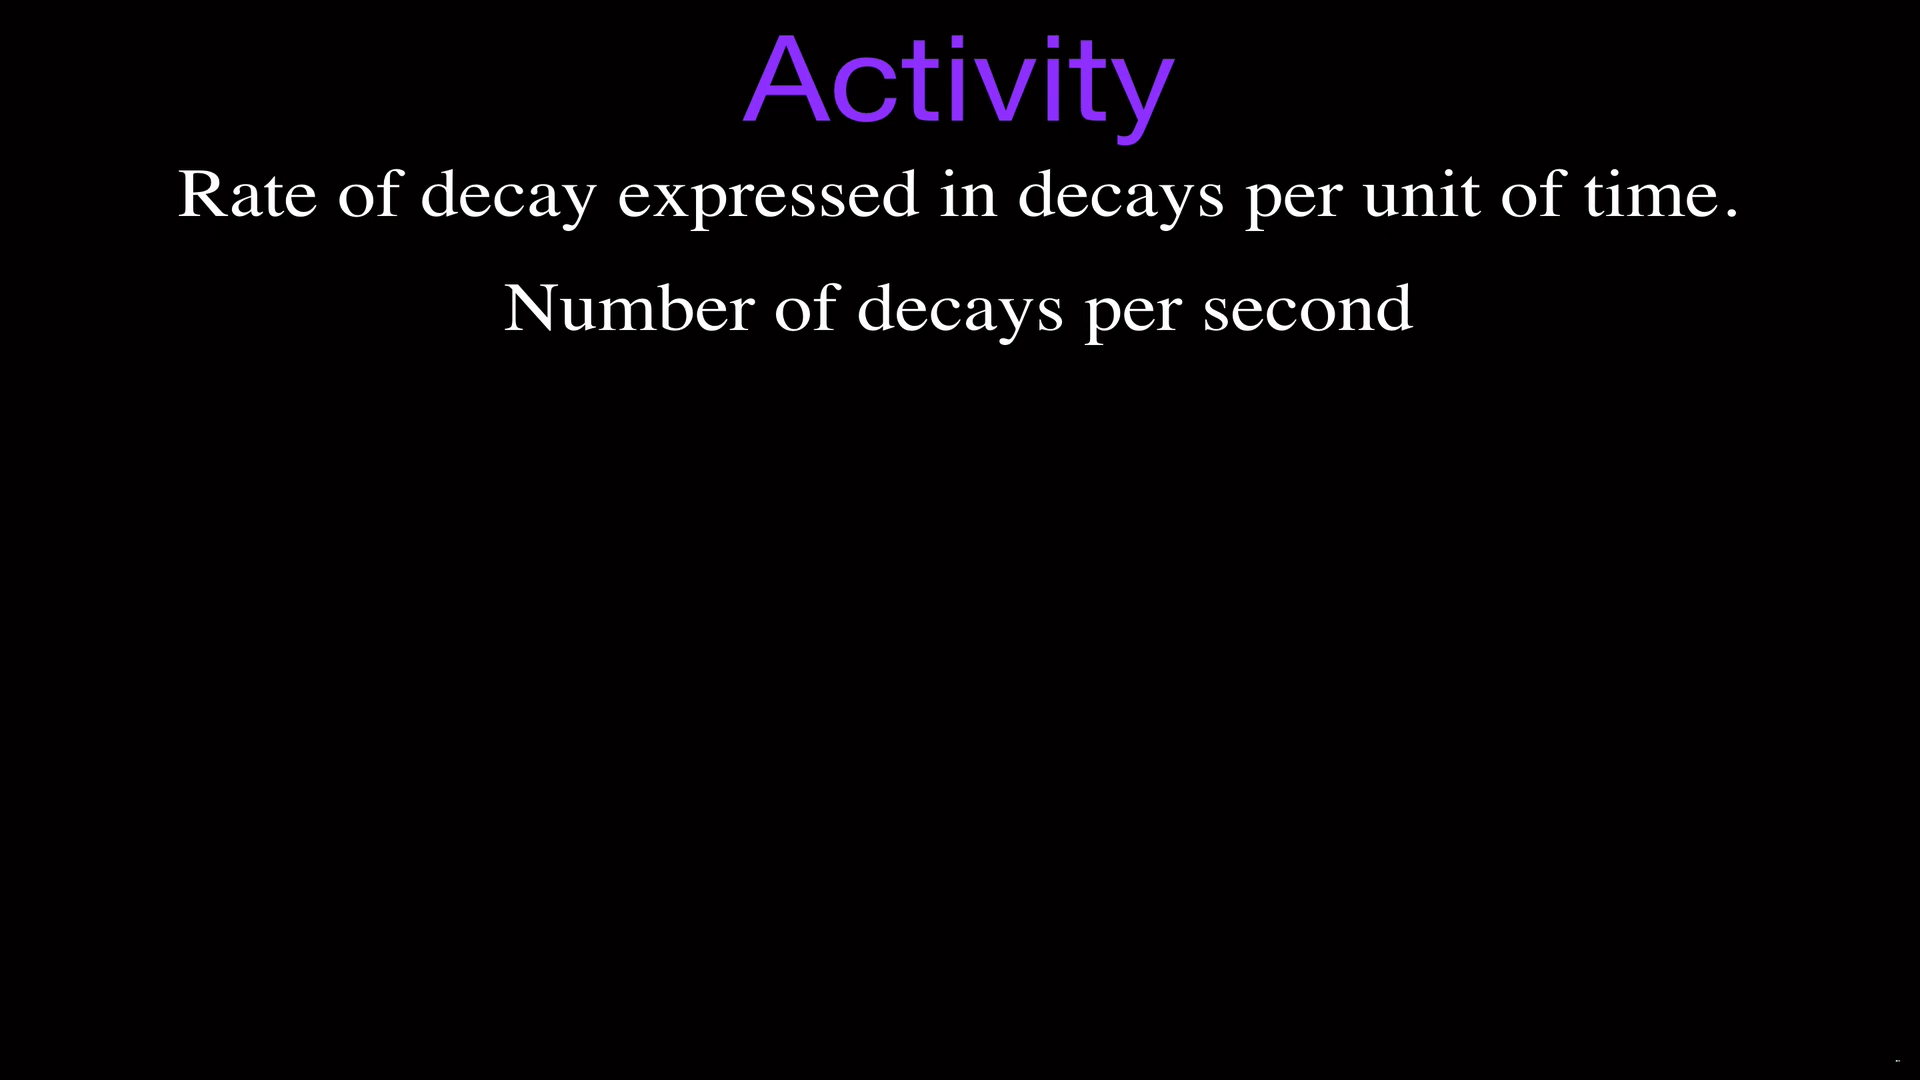 Activity
Rate of decay expressed in decays per unit of time.
Number of decays per second